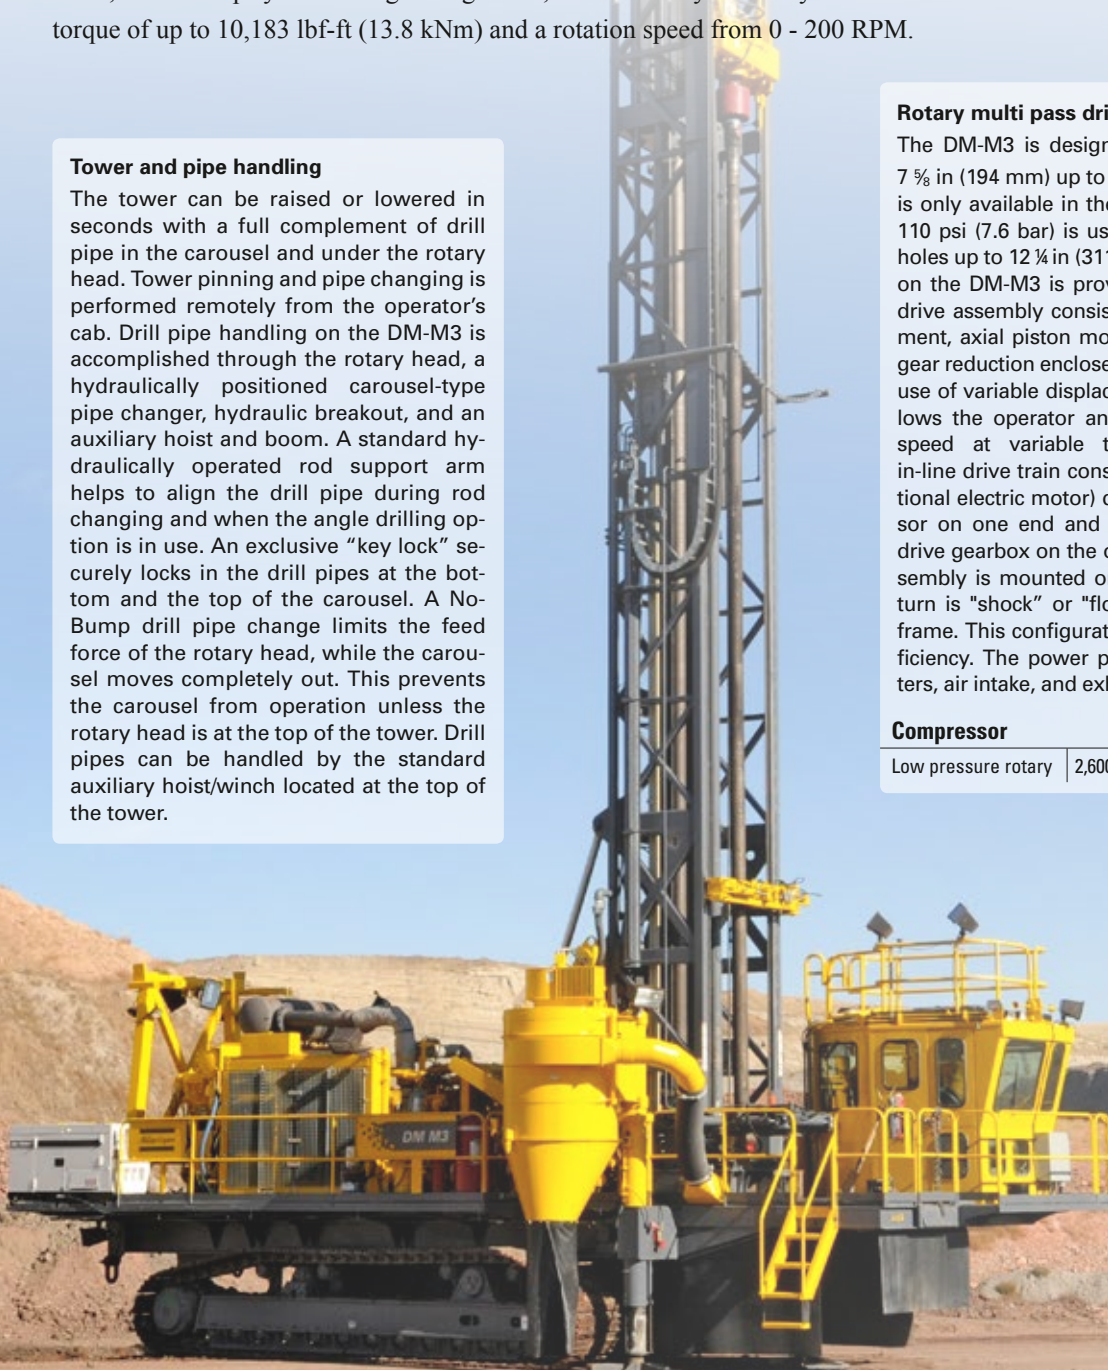 torque of up to 10,183 lbf-ft (13.8 kNm) and a rotation speed from 0 - 200 RPM.
Tower and pipe handling
The tower can be raised or lowered in
seconds with a full complement of drill
pipe in the carousel and under the rotary
head. Tower pinning and pipe changing is
performed remotely from the operator's
cab. Drill pipe handling on the DM-M3 is
accomplished through the rotary head, a
hydraulically positioned carousel-type
pipe changer, hydraulic breakout, and an
auxiliary hoist and boom. A standard hy-
draulically operated rod support arm
helps to align the drill pipe during rod
changing and when the angle drilling op-
tion is in use. An exclusive “key lock” se-
curely locks in the drill pipes at the bot-
tom and the top of the carousel. A No-
Bump drill pipe change limits the feed
force of the rotary head, while the carou-
sel moves completely out. This prevents
the carousel from operation unless the
rotary head is at the top of the tower. Drill
pipes can be handled by the standard
auxiliary hoist/winch located at the top of
the tower.
Rotary multi pass dri
The DM-M3 is design
7 ⅝ in (194 mm) up to
is only available in the
110 psi (7.6 bar) is us
holes up to 12 ¼ in (311
on the DM-M3 is prov
drive assembly consis
ment, axial piston mo
gear reduction enclose
use of variable displac
lows the operator an
speed at variable t
in-line drive train cons
tional electric motor) c
sor on one end and
drive gearbox on the o
sembly is mounted o
turn is "shock” or "flo
frame. This configurat
ficiency. The power p
ters, air intake, and exh
Compressor
Low pressure rotary 2,600
DM M3